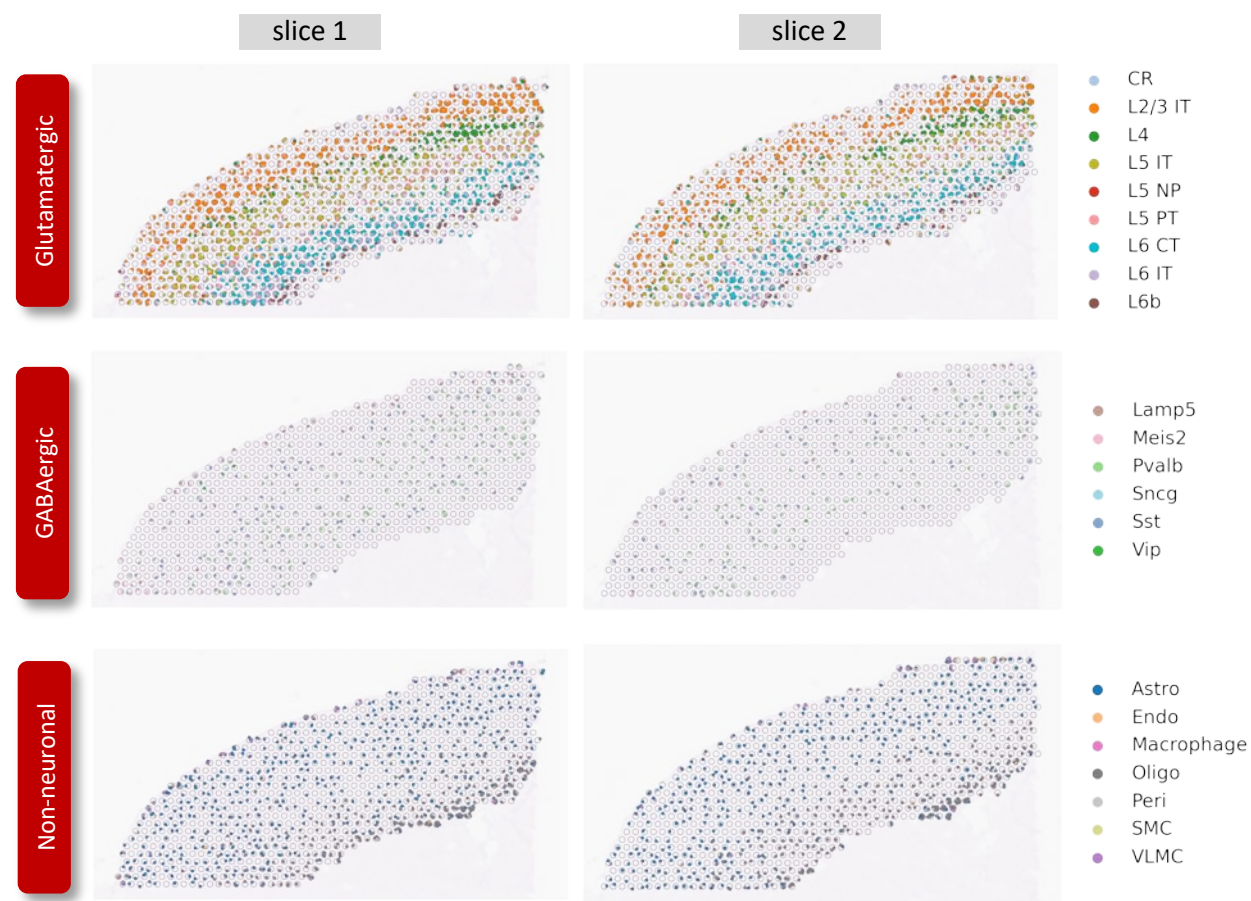 slice 1
slice 2
Glutamatergic
CR
L2/3 IT
L4
L5 IT
L5 NP
L5 PT
L6 CT
L6 IT
L6b
GABAergic
Lamp5
Meis2
Pvalb
Sncg
Sst
Vip
Non-neuronal
Astro
Endo
Macrophage
Oligo
Peri
SMC
VLMC